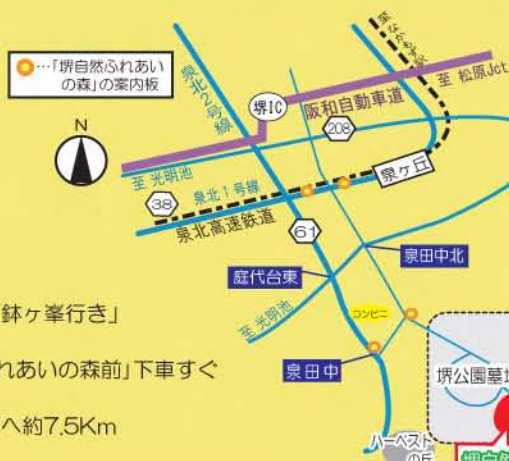 …「堺自然ふれあい
の森」の案内板
N
泉北2号線
堺IC
阪和自動車道
至 松原Jct
至 なかもず駅
208
至 光明池
38
泉北1号線
泉ヶ丘
泉北高速鉄道
61
泉田中北
庭代台東
至 光明池
コンビニ
泉田中
堺公園墓地
ハーベスト
の丘
鉢ヶ峯行き」
れあいの森前」下車すぐ
へ約7.5Km